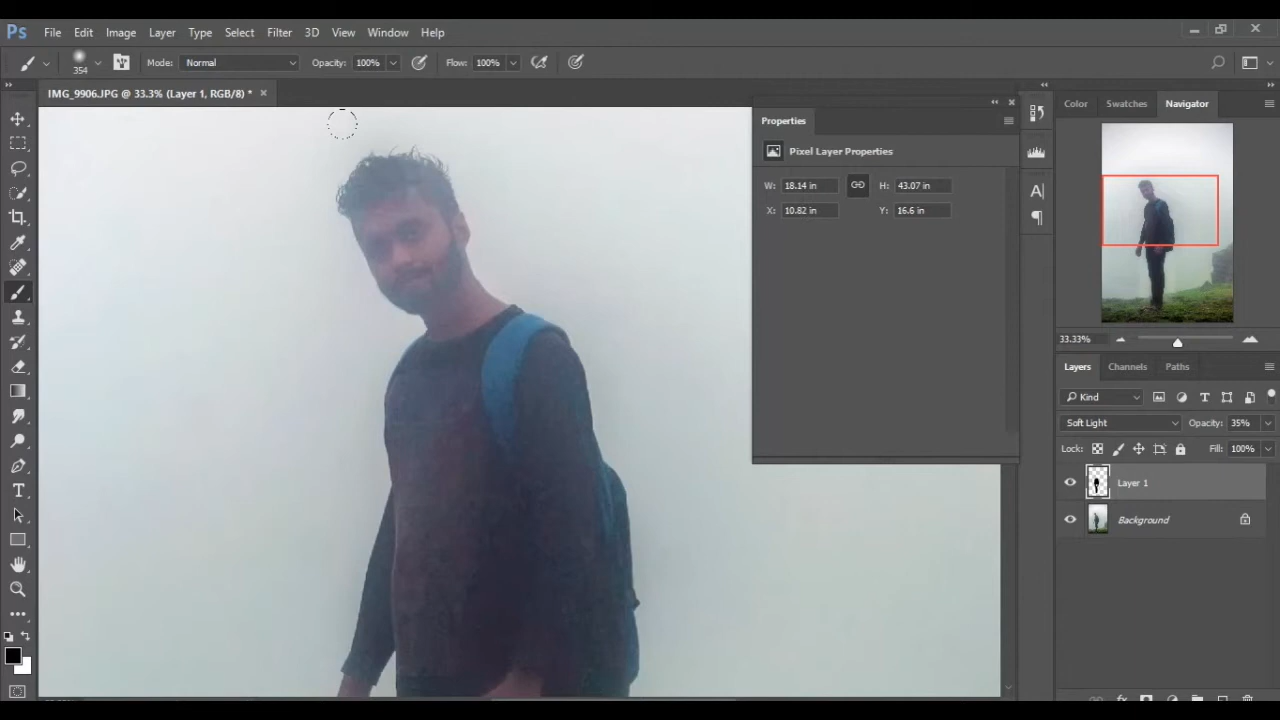 Ps File Edit Image Layer Type Select Filter 3D View Window Help
354 Mode: Normal Opacity: 100% Flow: 100%
IMG_9906.JPG @ 33.3% (Layer 1, RGB/8) *
Properties
Pixel Layer Properties
W: 18.14 in H: 43.07 in
X: 10.82 in Y: 16.6 in
Color Swatches Navigator
33.33%
Layers Channels Paths
Kind
Soft Light Opacity: 35%
Lock: Fill: 100%
Layer 1
Background